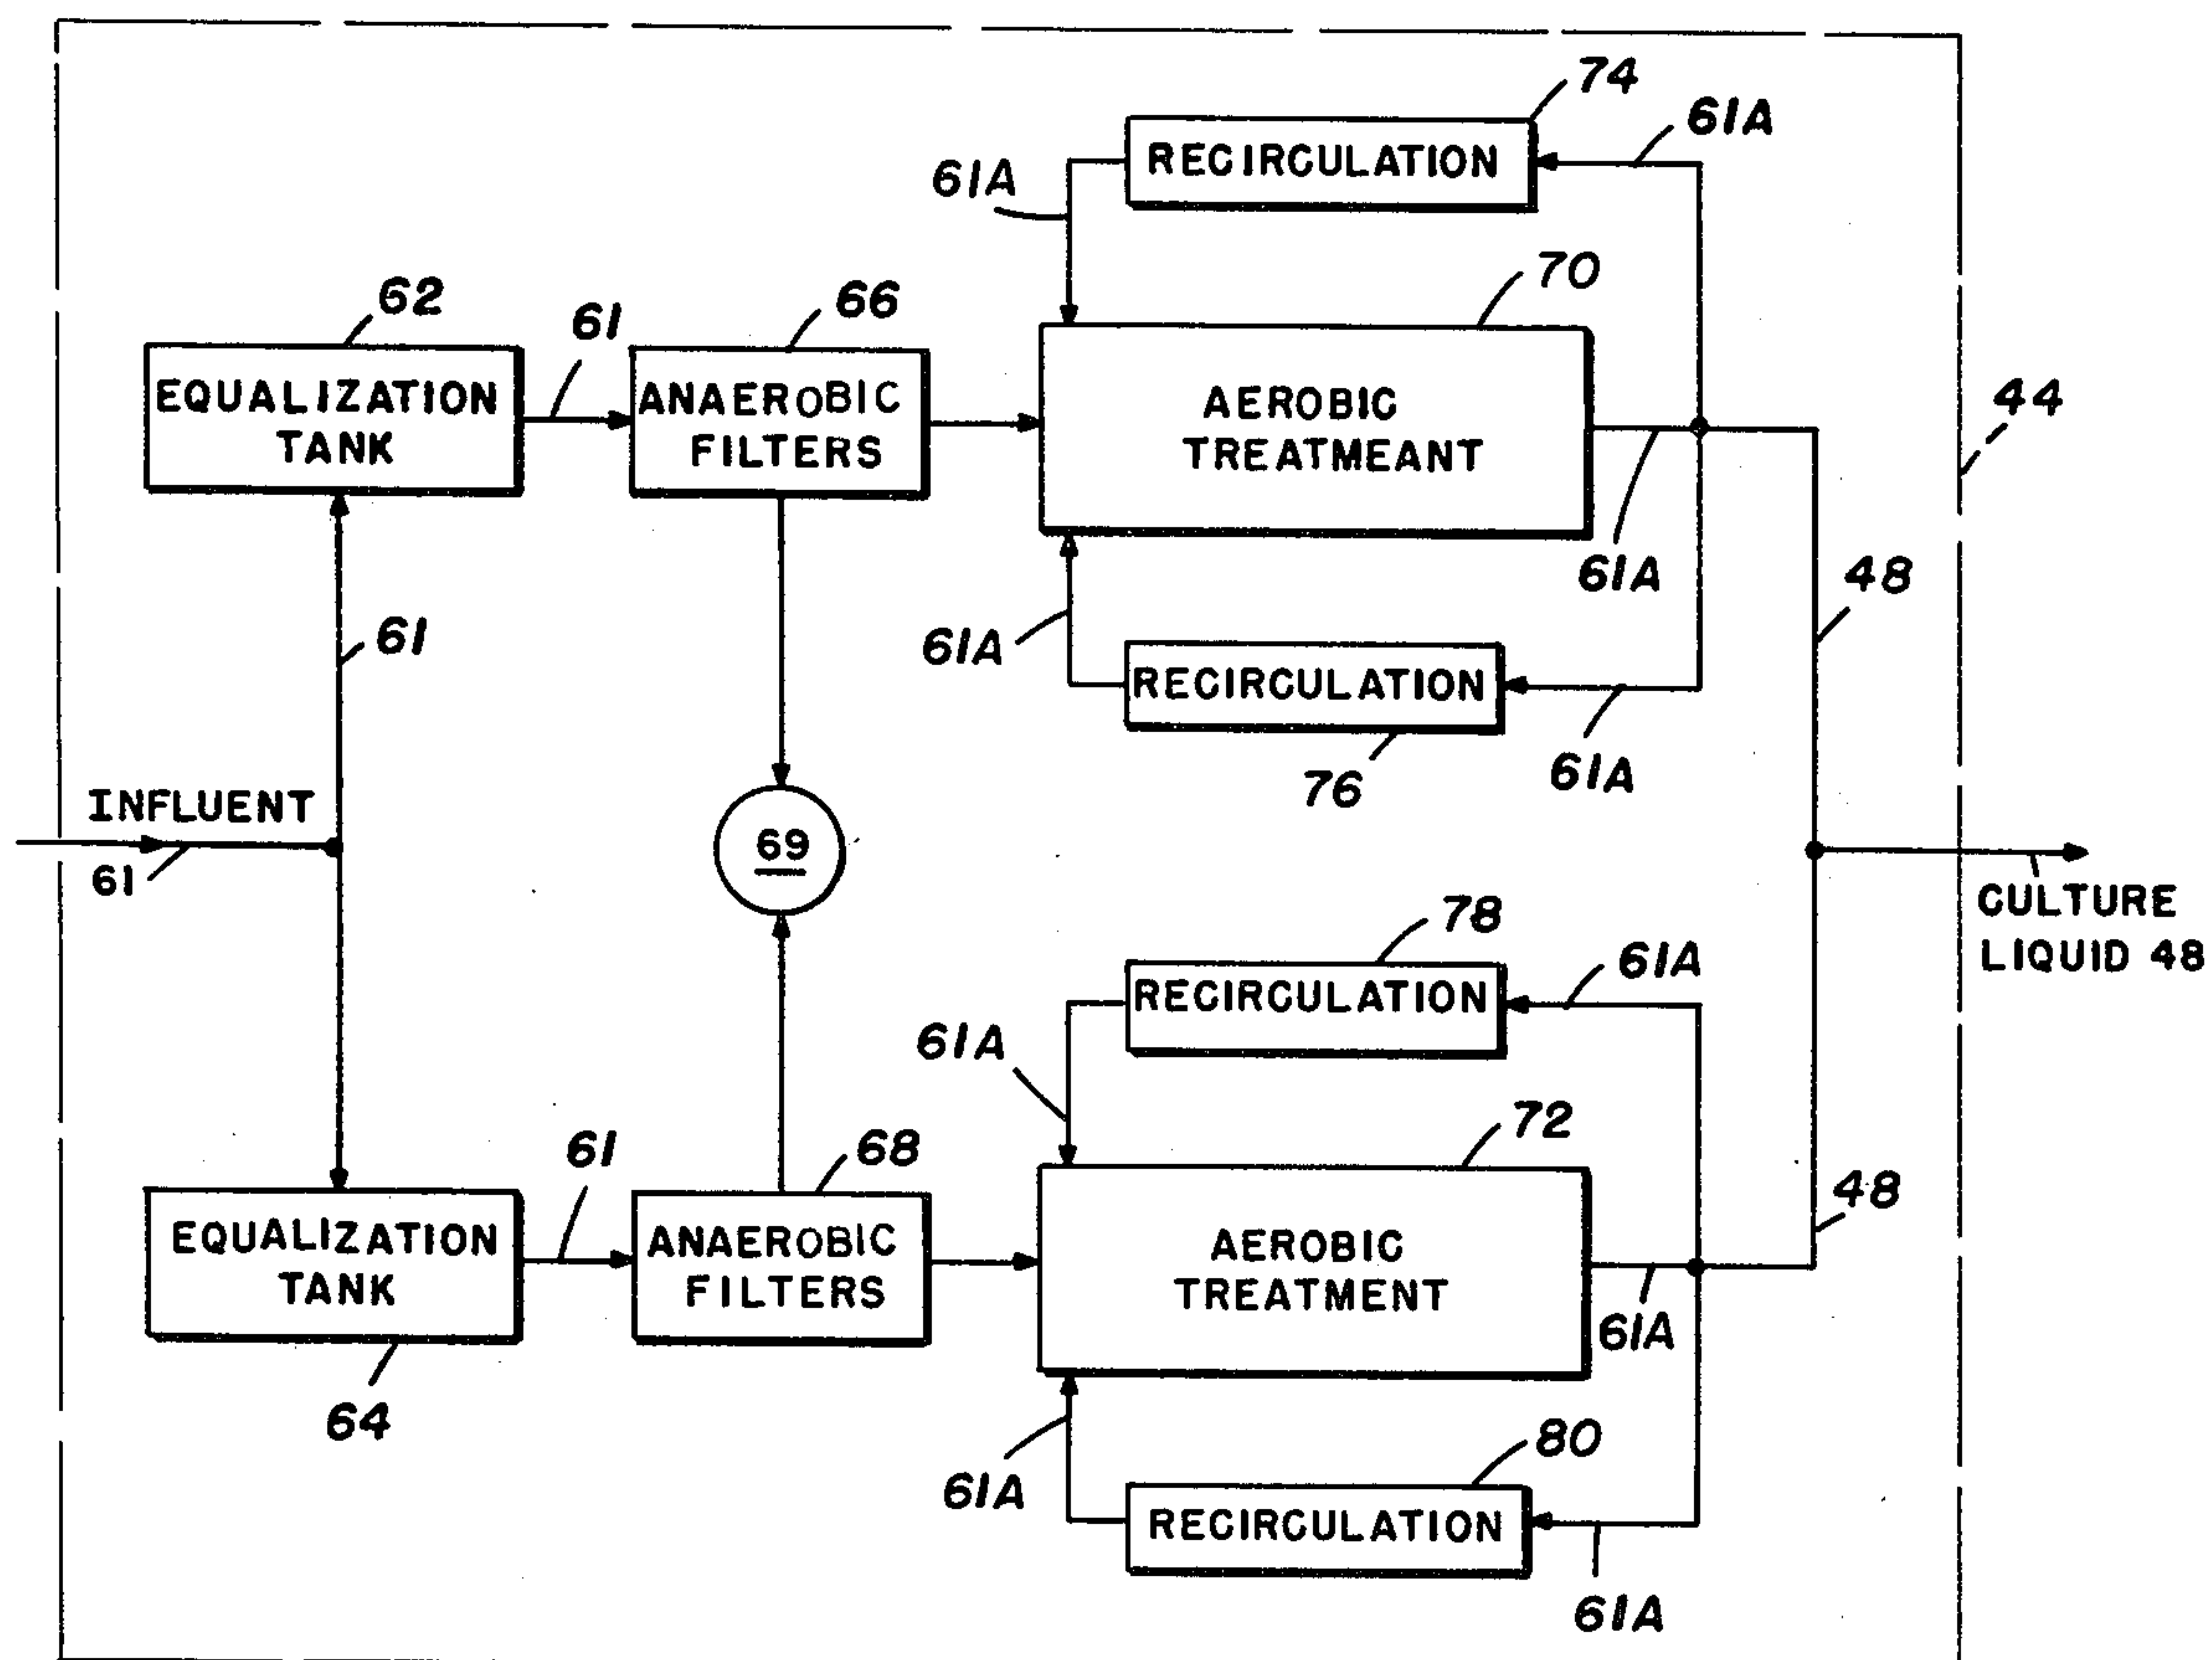 74
61A
RECIRCULATION
61A
70
62
61
66
EQUALIZATION
TANK
ANAEROBIC
FILTERS
AEROBIC
TREATMEANT
44
61A
48
61
61A
RECIRCULATION
76
61A
INFLUENT
61
69
CULTURE
LIQUID 48
78
61A
RECIRCULATION
61A
72
61
68
48
EQUALIZATION
TANK
ANAEROBIC
FILTERS
AEROBIC
TREATMENT
61A
64
80
61A
RECIRCULATION
61A